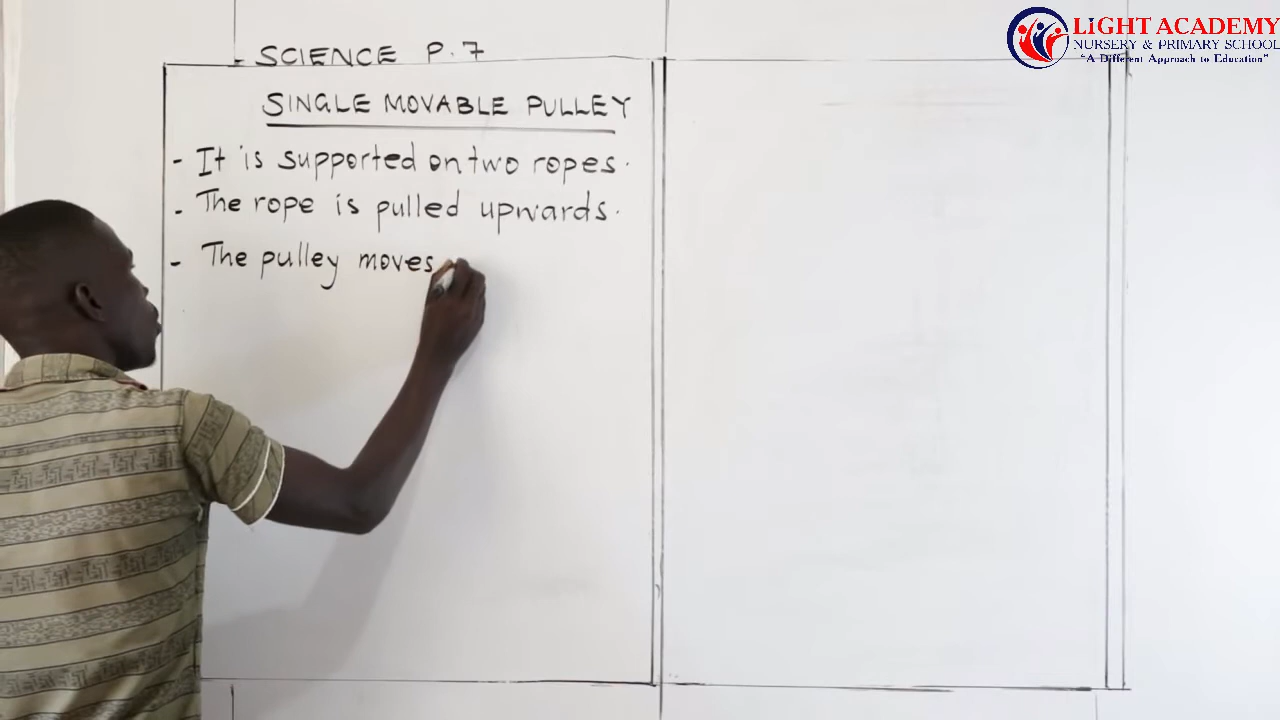 LIGHT ACADEMY
NURSERY & PRIMARY SCHOOL
"A Different Approach to Education"
- SCIENCE P.7
SINGLE MOVABLE PULLEY
- It is supported on two ropes.
- The rope is pulled upwards.
- The pulley moves